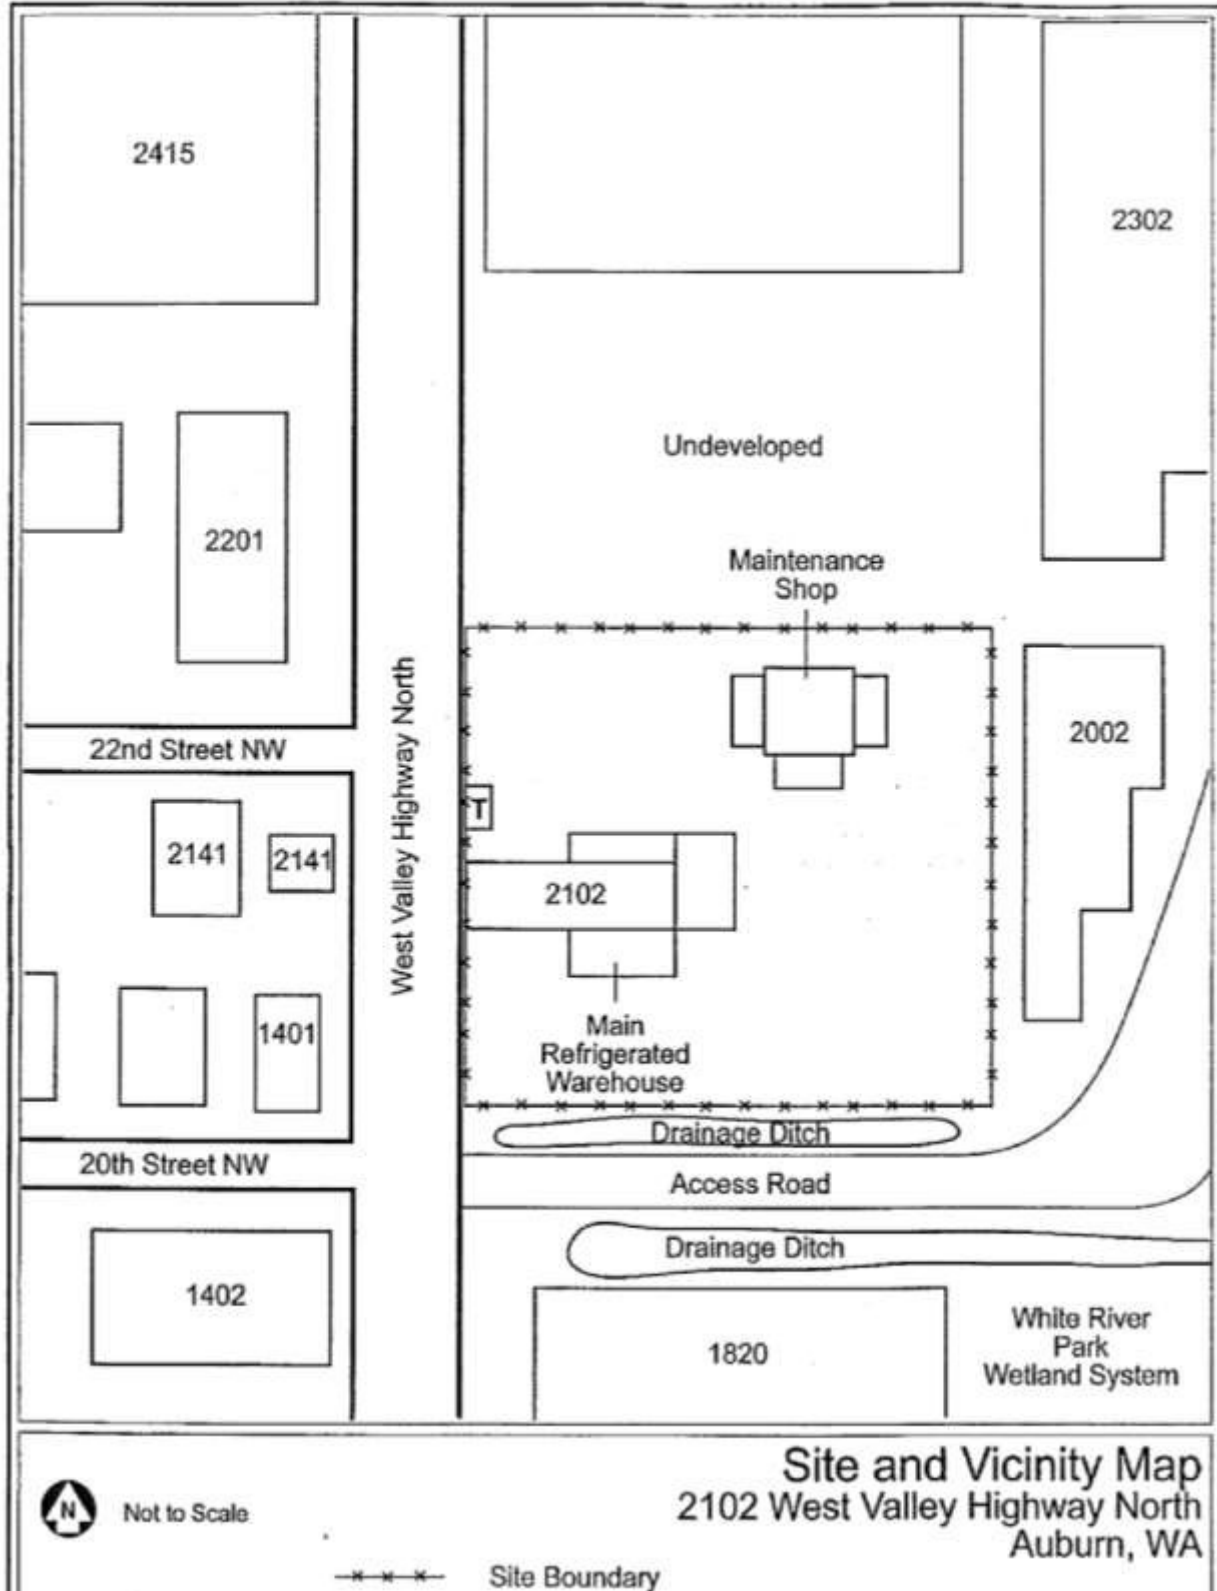 2415
2302
Undeveloped
2201
Maintenance
Shop
West Valley Highway North
22nd Street NW
2002
T
2141
2141
2102
1401
Main
Refrigerated
Warehouse
Drainage Ditch
20th Street NW
Access Road
Drainage Ditch
1402
1820
White River
Park
Wetland System
Site and Vicinity Map
2102 West Valley Highway North
Auburn, WA
N
Not to Scale
Site Boundary